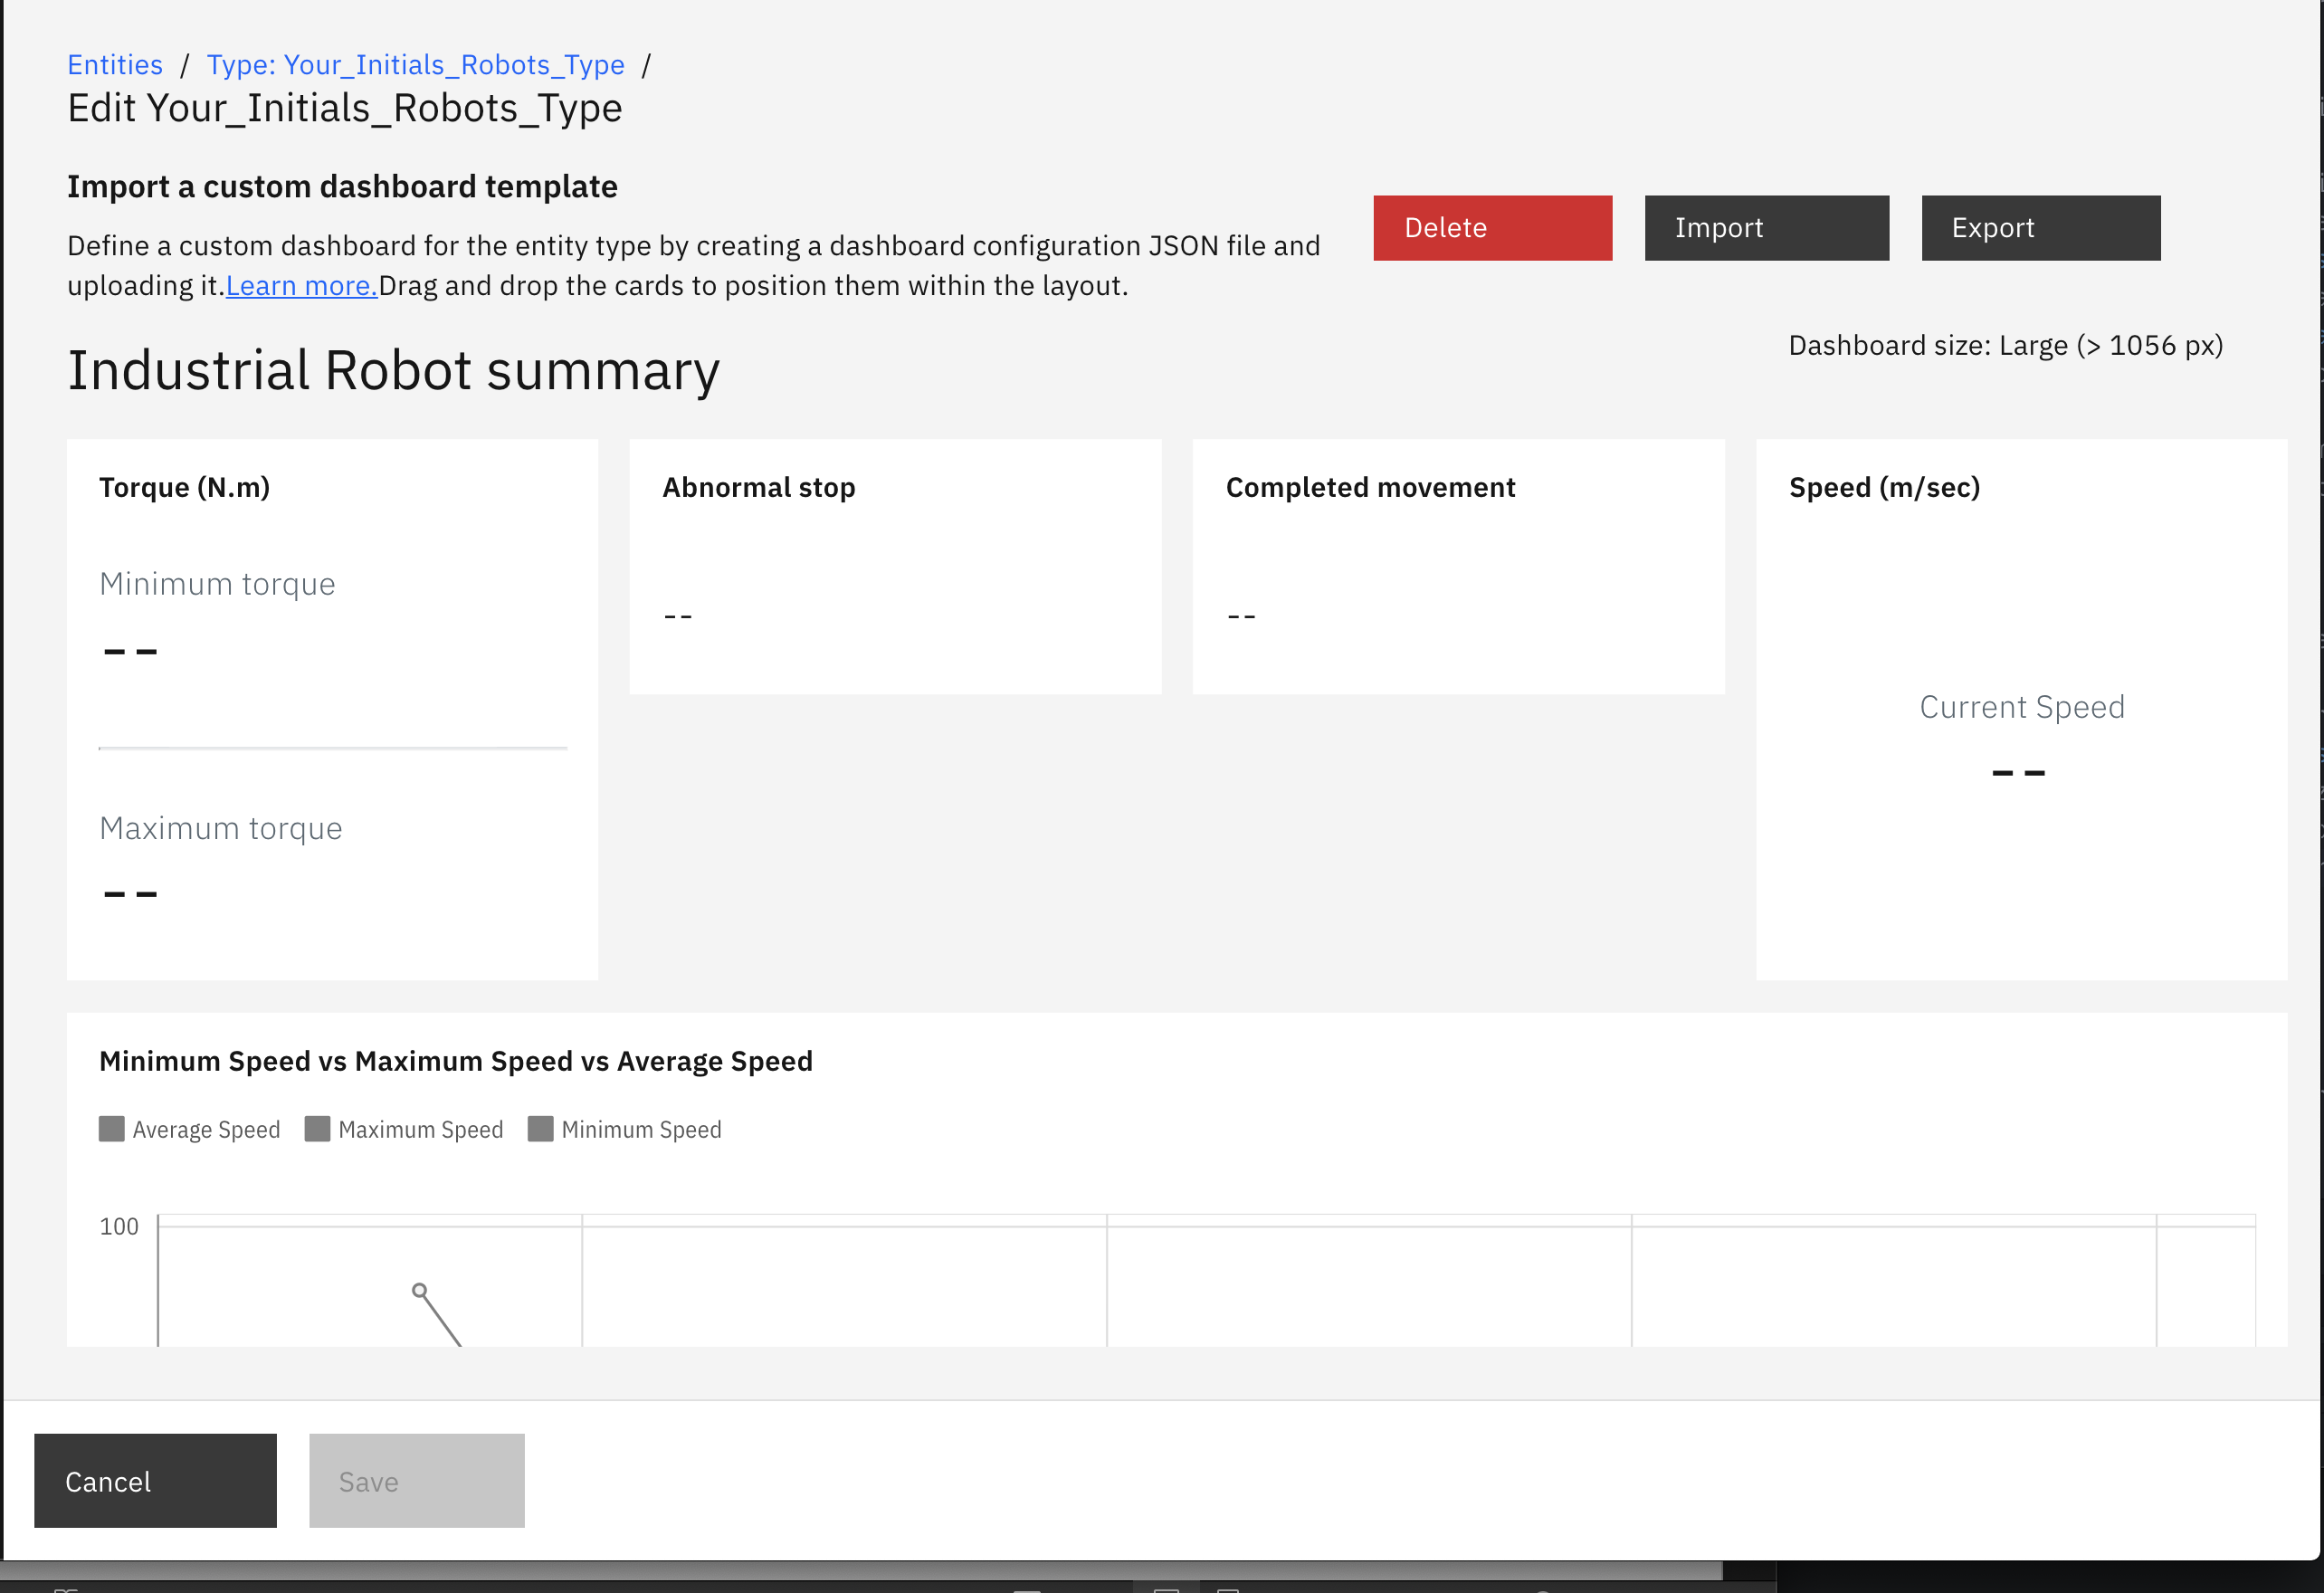 Entities / Type: Your_Initials_Robots_Type /
Edit Your_Initials_Robots_Type
Import a custom dashboard template
Define a custom dashboard for the entity type by creating a dashboard configuration JSON file and
uploading it.Learn more.Drag and drop the cards to position them within the layout.
Delete
Import
Export
Dashboard size: Large (> 1056 px)
Industrial Robot summary
Torque (N.m)
Minimum torque
--
Maximum torque
--
Abnormal stop
--
Completed movement
--
Speed (m/sec)
Current Speed
--
Minimum Speed vs Maximum Speed vs Average Speed
Average Speed Maximum Speed Minimum Speed
100
Cancel
Save